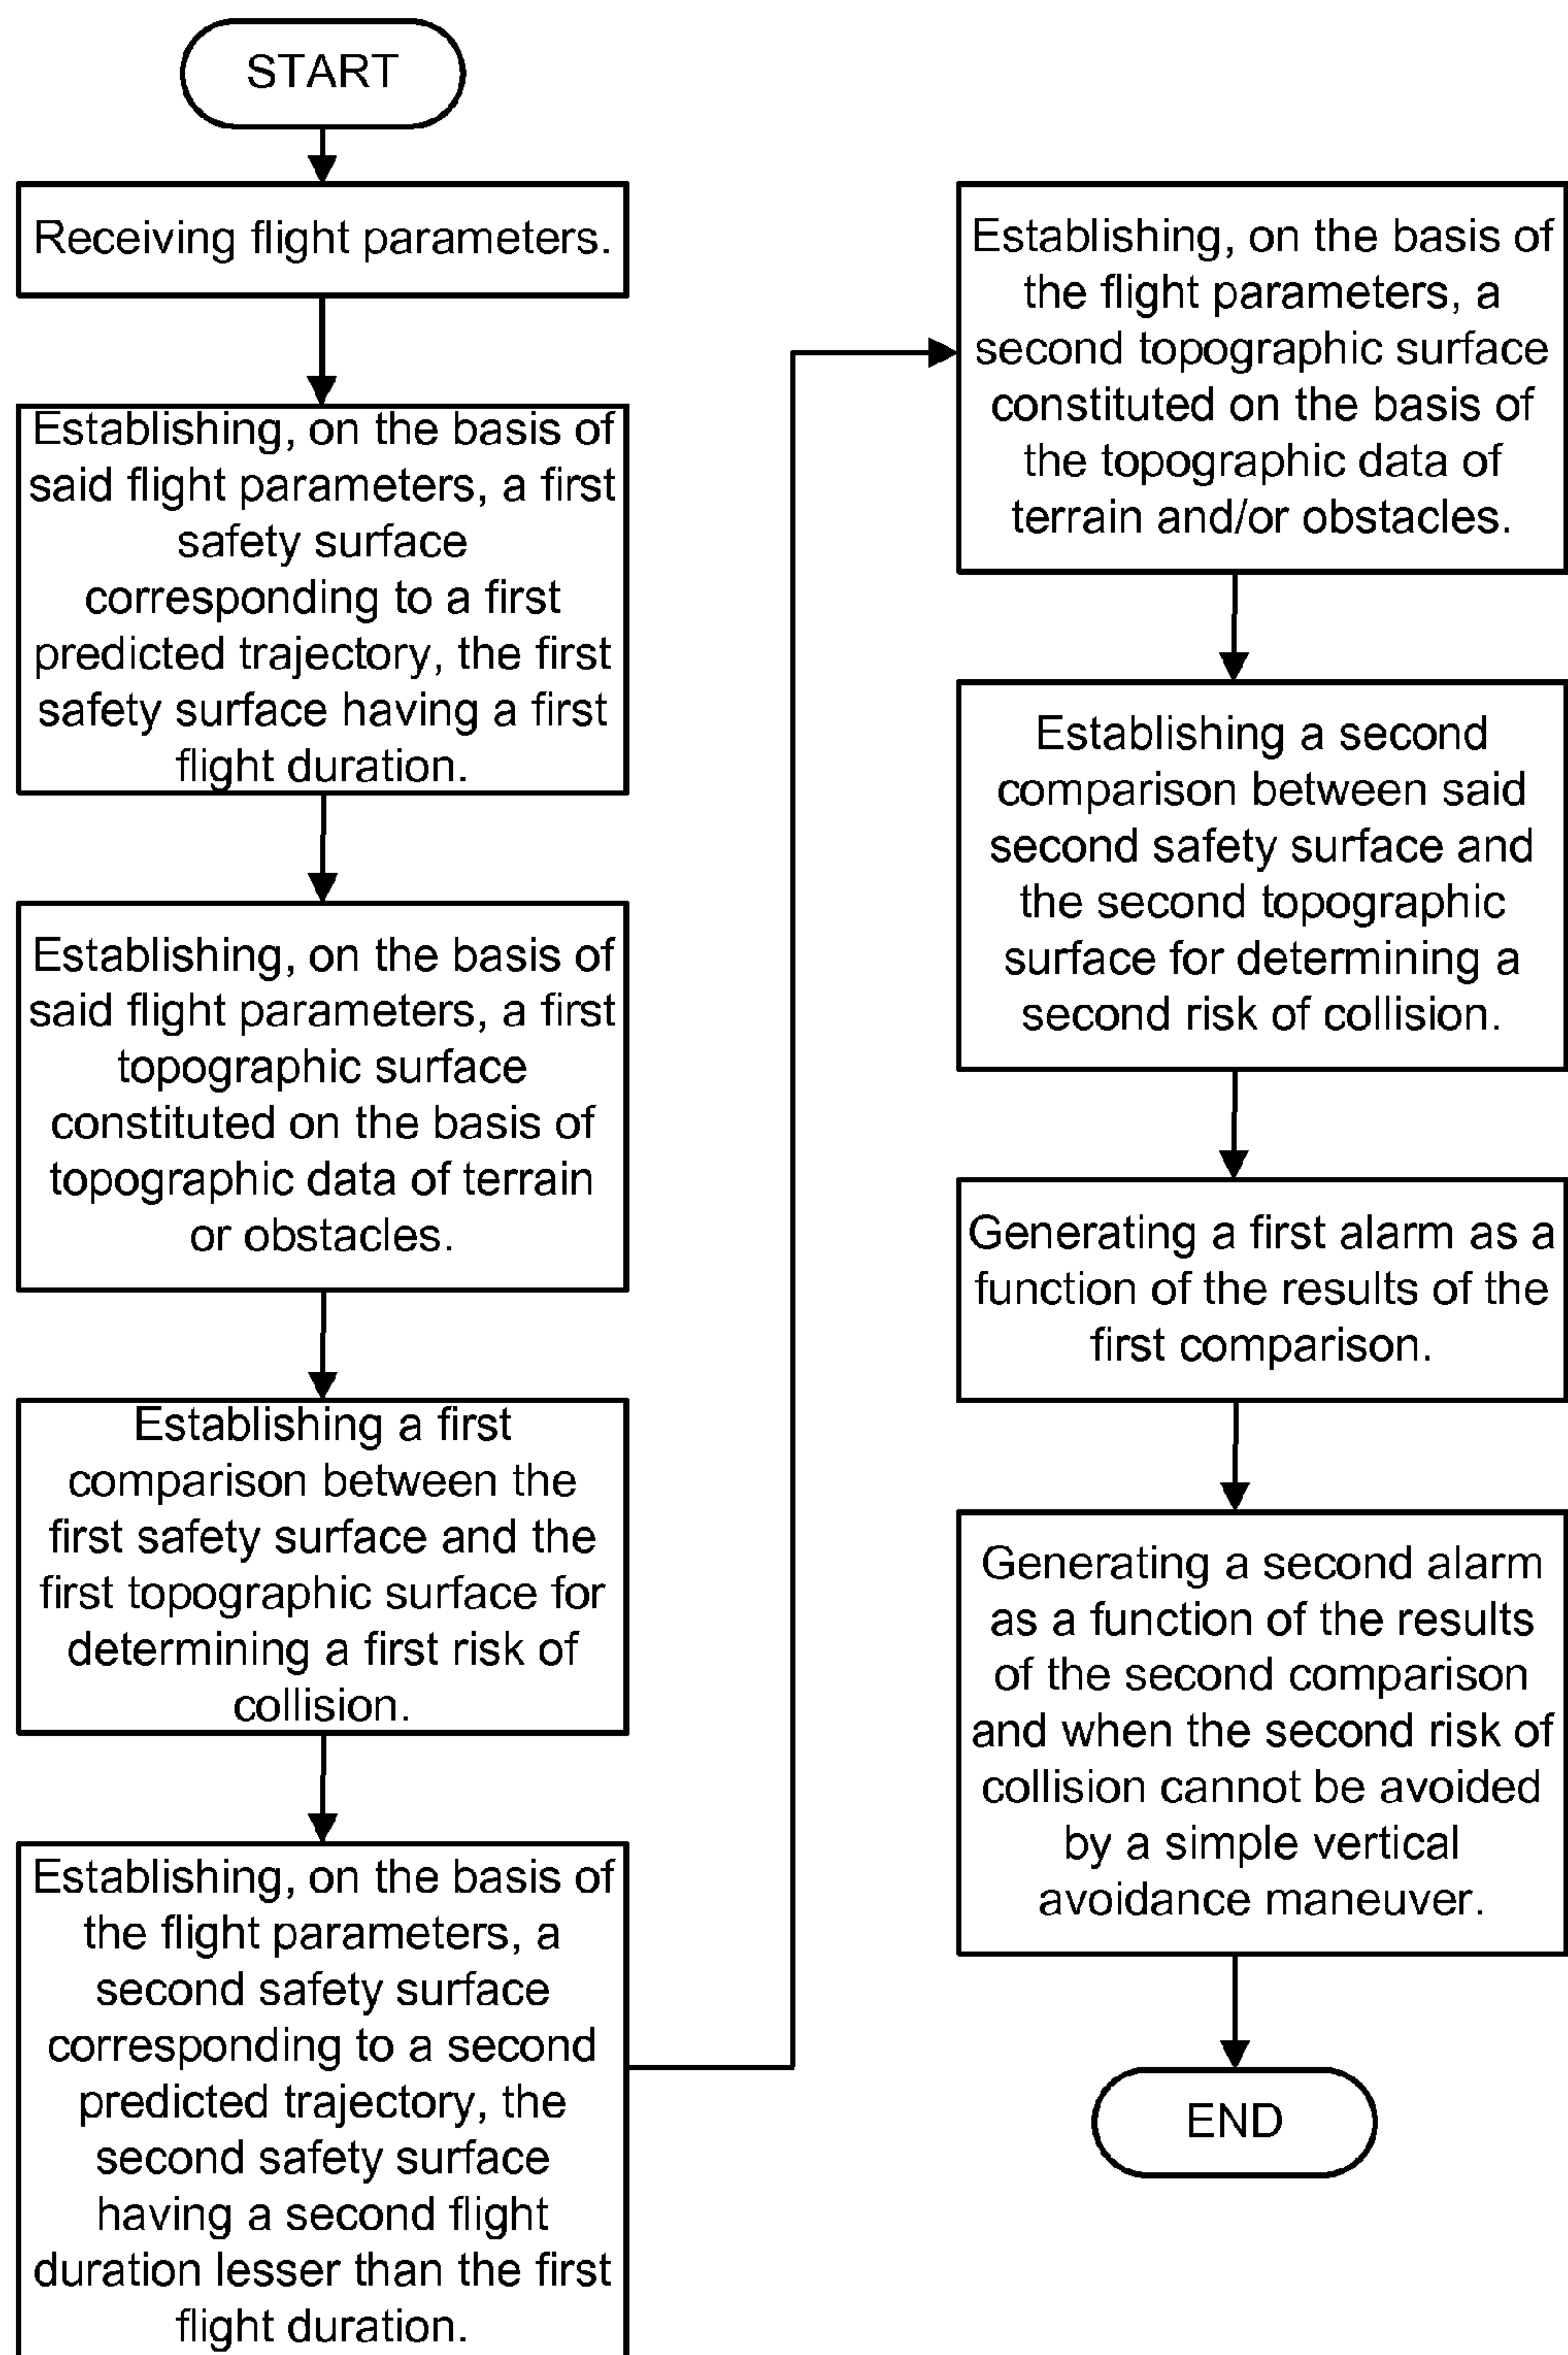 START
Receiving flight parameters.
Establishing, on the basis of
said flight parameters, a first
safety surface
corresponding to a first
predicted trajectory, the first
safety surface having a first
flight duration.
Establishing, on the basis of
said flight parameters, a first
topographic surface
constituted on the basis of
topographic data of terrain
or obstacles.
Establishing a first
comparison between the
first safety surface and the
first topographic surface for
determining a first risk of
collision.
Establishing, on the basis of
the flight parameters, a
second safety surface
corresponding to a second
predicted trajectory, the
second safety surface
having a second flight
duration lesser than the first
flight duration.
Establishing, on the basis of
the flight parameters, a
second topographic surface
constituted on the basis of
the topographic data of
terrain and/or obstacles.
Establishing a second
comparison between said
second safety surface and
the second topographic
surface for determining a
second risk of collision.
Generating a first alarm as a
function of the results of the
first comparison.
Generating a second alarm
as a function of the results
of the second comparison
and when the second risk of
collision cannot be avoided
by a simple vertical
avoidance maneuver.
END